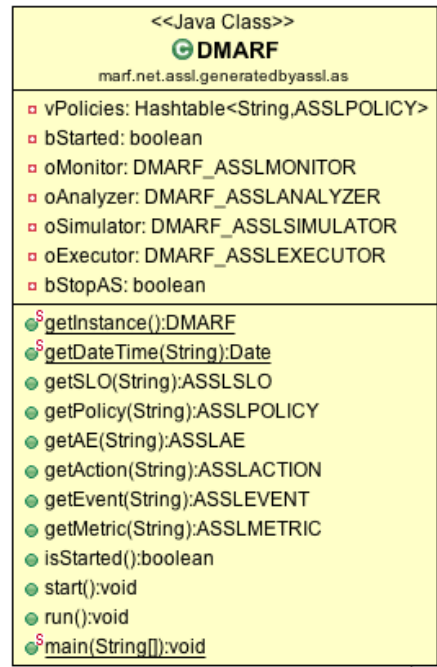 <<Java Class>>
C DMARF
marf.net.assl.generatedbyassl.as
vPolicies: Hashtable<String,ASSLPOLICY>
bStarted: boolean
oMonitor: DMARF_ASSLMONITOR
oAnalyzer: DMARF_ASSLANALYZER
oSimulator: DMARF_ASSLSIMULATOR
oExecutor: DMARF_ASSLEXECUTOR
bStopAS: boolean
S getInstance():DMARF
S getDateTime(String):Date
getSLO(String):ASSLSLO
getPolicy(String):ASSLPOLICY
getAE(String):ASSLAE
getAction(String):ASSLACTION
getEvent(String):ASSLEVENT
getMetric(String):ASSLMETRIC
isStarted():boolean
start():void
run():void
S main(String[]):void